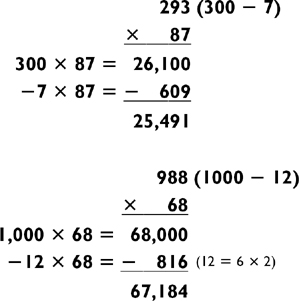 293 (300 − 7)
× 87
300 × 87 = 26,100
−7 × 87 = − 609
25,491
988 (1000 − 12)
× 68
1,000 × 68 = 68,000
−12 × 68 = − 816 (12 = 6 × 2)
67,184